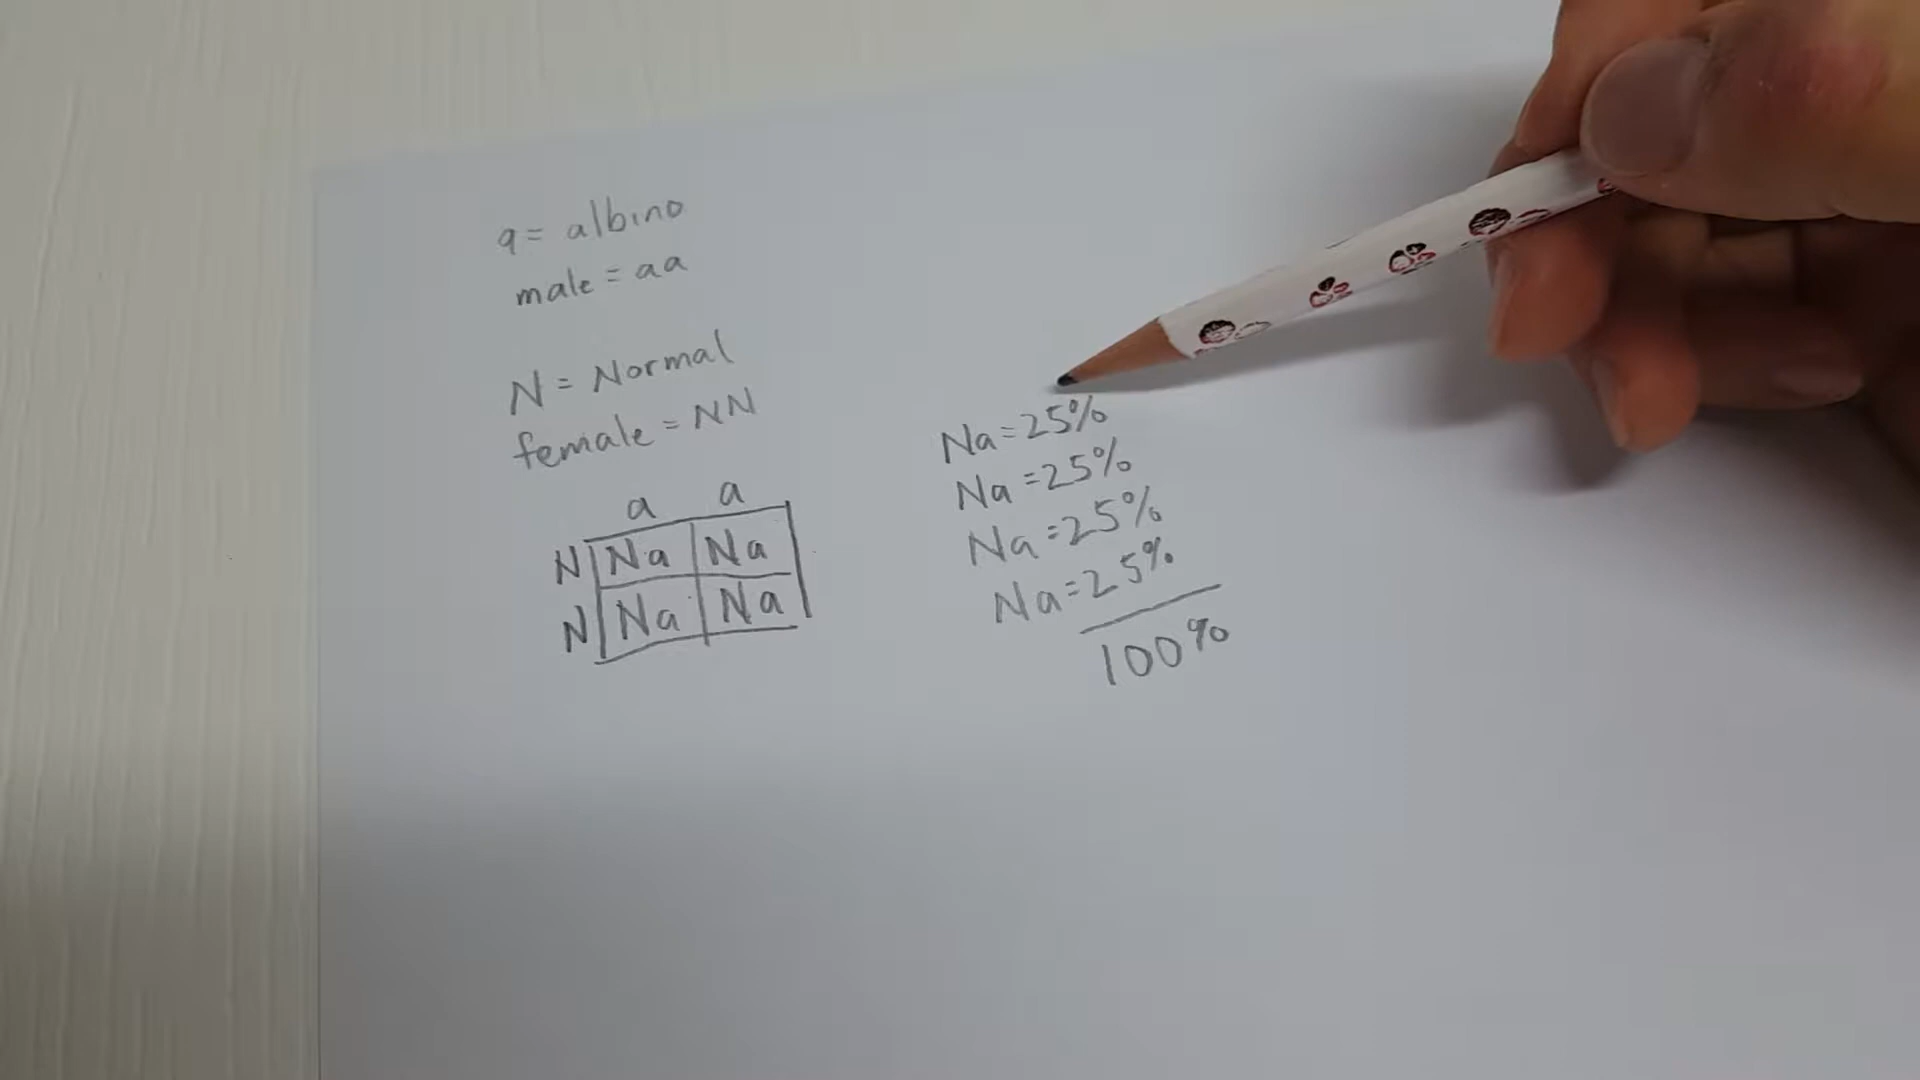 a = albino
male = aa
N = Normal
female = NN
a a
N Na Na
N Na Na
Na = 25%
Na = 25%
Na = 25%
Na = 25%
100%